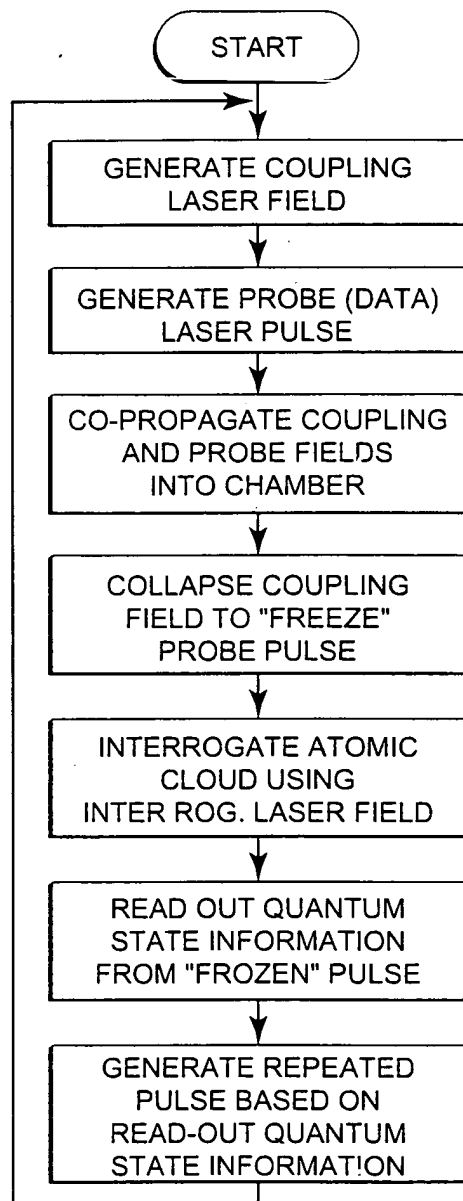 START
GENERATE COUPLING
LASER FIELD
GENERATE PROBE (DATA)
LASER PULSE
CO-PROPAGATE COUPLING
AND PROBE FIELDS
INTO CHAMBER
COLLAPSE COUPLING
FIELD TO "FREEZE"
PROBE PULSE
INTERROGATE ATOMIC
CLOUD USING
INTER ROG. LASER FIELD
READ OUT QUANTUM
STATE INFORMATION
FROM "FROZEN" PULSE
GENERATE REPEATED
PULSE BASED ON
READ-OUT QUANTUM
STATE INFORMATION